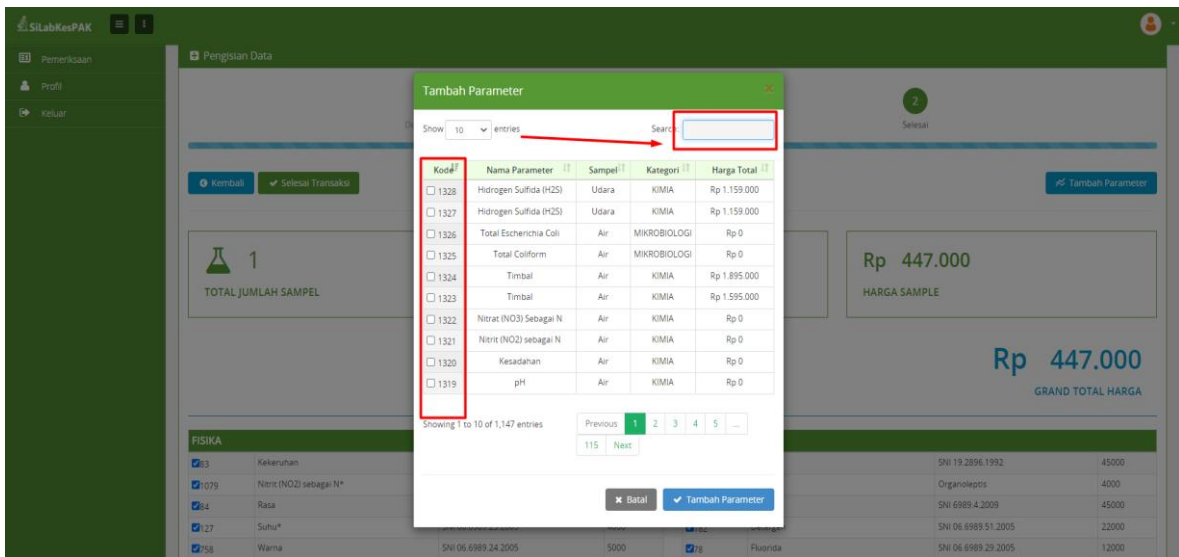 SiLabKesPAK
Pemeriksaan
Profil
Keluar
Pengisian Data
2
Selesai
Kembali
Selesai Transaksi
Tambah Parameter
1
TOTAL JUMLAH SAMPEL
Rp 447.000
HARGA SAMPLE
Rp 447.000
GRAND TOTAL HARGA
Tambah Parameter
Show 10 entries
Search:
Kode Nama Parameter Sampel Kategori Harga Total
1328 Hidrogen Sulfida (H2S) Udara KIMIA Rp 1.159.000
1327 Hidrogen Sulfida (H2S) Udara KIMIA Rp 1.159.000
1326 Total Escherichia Coli Air MIKROBIOLOGI Rp 0
1325 Total Coliform Air MIKROBIOLOGI Rp 0
1324 Timbal Air KIMIA Rp 1.895.000
1323 Timbal Air KIMIA Rp 1.595.000
1322 Nitrat (NO3) Sebagai N Air KIMIA Rp 0
1321 Nitrit (NO2) sebagai N Air KIMIA Rp 0
1320 Kesadahan Air KIMIA Rp 0
1319 pH Air KIMIA Rp 0
Showing 1 to 10 of 1,147 entries
Previous 1 2 3 4 5 ...
115 Next
Batal
Tambah Parameter
FISIKA
83 Kekeruhan SNI 19.2896.1992 45000
1079 Nitrit (NO2) sebagai N* Organoleptis 4000
84 Rasa SNI 6989.4.2009 45000
127 Suhu* SNI 06.6989.51.2005 22000
758 Warna SNI 06.6989.24.2005 5000 78 Fluorida SNI 06.6989.29.2005 12000